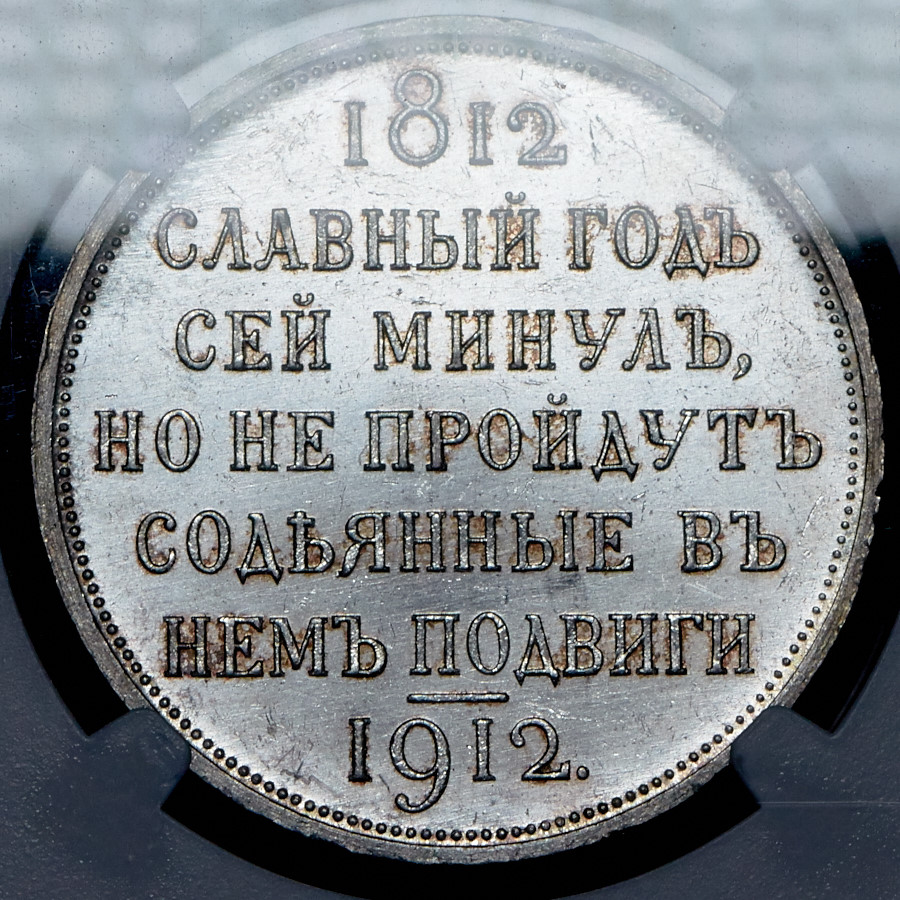 1812
СЛАВНЫЙ ГОДЪ
СЕЙ МИНУЛЪ,
НО НЕ ПРОЙДУТЪ
СОДѢЯННЫЕ ВЪ
НЕМЪ ПОДВИГИ
1912.